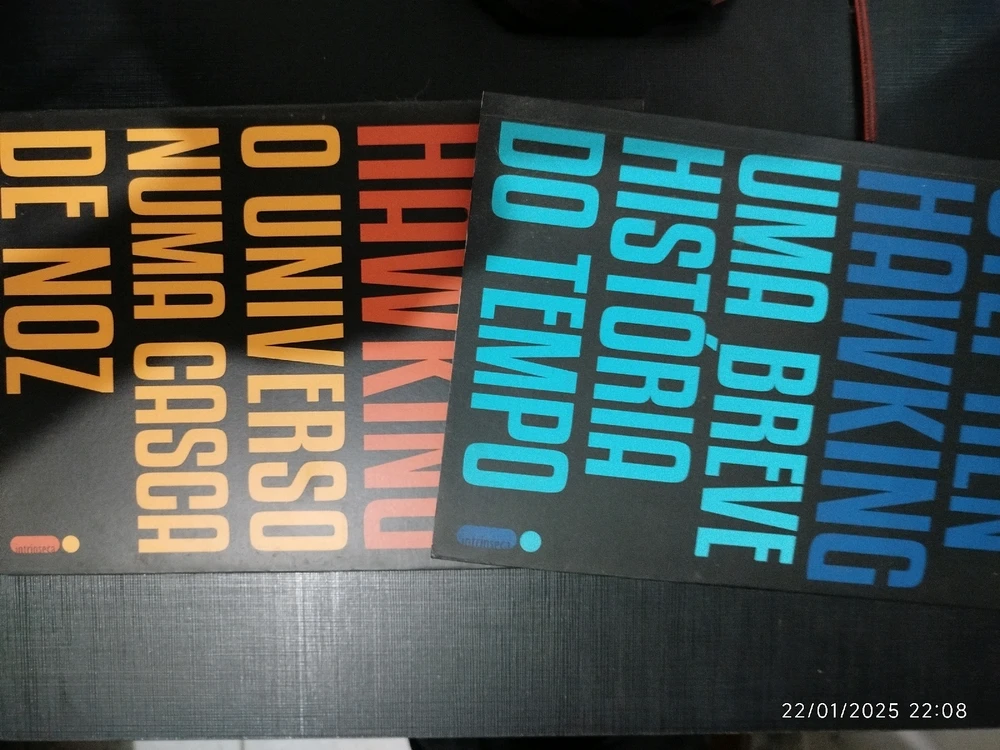 HAWKING
O UNIVERSO
NUMA CASCA
DE NOZ
intrínseca
HAWKING
UMA BREVE
HISTÓRIA
DO TEMPO
intrínseca
22/01/2025 22:08